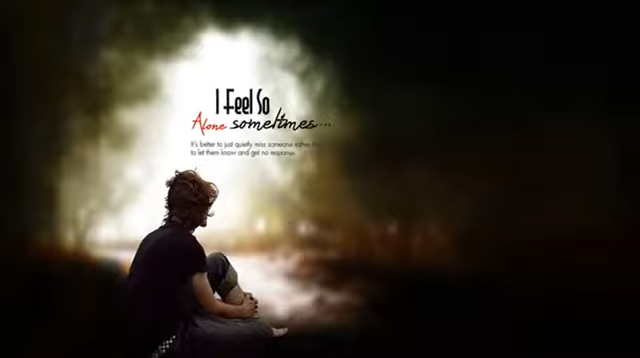 I Feel So
Alone sometimes...
It's better to just quietly miss someone rather
to let them know and get no response.